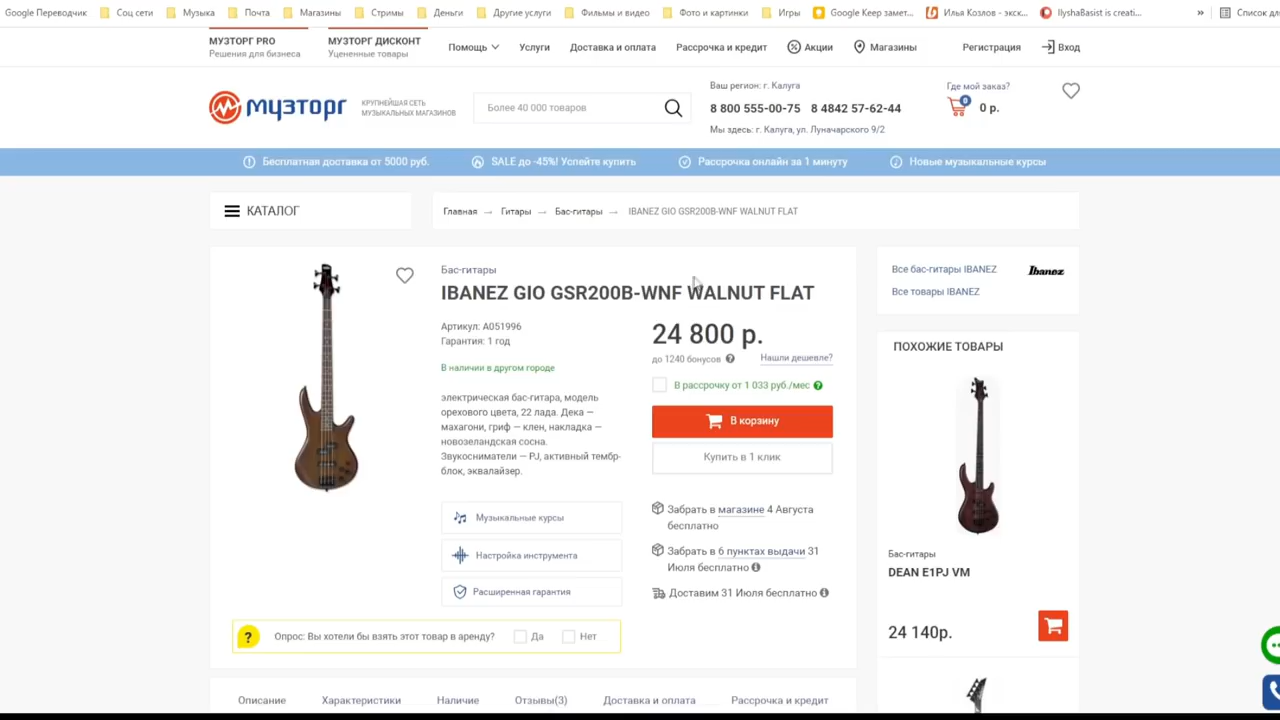 Google Переводчик Соц сети Музыка Почта Магазины Стримы Деньги Другие услуги Фильмы и видео Фото и картинки Игры Google Keep замет... Илья Козлов - экск... IlyshaBasist is creati... » Список дл
МУЗТОРГ PRO
Решения для бизнеса
МУЗТОРГ ДИСКОНТ
Уцененные товары
Помощь Услуги Доставка и оплата Рассрочка и кредит Акции Магазины Регистрация Вход
музторг
КРУПНЕЙШАЯ СЕТЬ
МУЗЫКАЛЬНЫХ МАГАЗИНОВ
Более 40 000 товаров
Ваш регион: г. Калуга
8 800 555-00-75 8 4842 57-62-44
Мы здесь: г. Калуга, ул. Луначарского 9/2
Где мой заказ?
0 0 р.
Бесплатная доставка от 5000 руб. SALE до -45%! Успейте купить Рассрочка онлайн за 1 минуту Новые музыкальные курсы
КАТАЛОГ
Главная → Гитары → Бас-гитары → IBANEZ GIO GSR200B-WNF WALNUT FLAT
Бас-гитары
IBANEZ GIO GSR200B-WNF WALNUT FLAT
Артикул: A051996
Гарантия: 1 год
В наличии в другом городе
электрическая бас-гитара, модель
орехового цвета, 22 лада. Дека —
махагони, гриф — клен, накладка —
новозеландская сосна.
Звукосниматели — PJ, активный тембр-
блок, эквалайзер.
Музыкальные курсы
Настройка инструмента
Расширенная гарантия
24 800 р.
до 1240 бонусов ? Нашли дешевле?
В рассрочку от 1 033 руб./мес ?
В корзину
Купить в 1 клик
Забрать в магазине 4 Августа
бесплатно
Забрать в 6 пунктах выдачи 31
Июля бесплатно
Доставим 31 Июля бесплатно
? Опрос: Вы хотели бы взять этот товар в аренду? Да Нет
Все бас-гитары IBANEZ
Ibanez
Все товары IBANEZ
ПОХОЖИЕ ТОВАРЫ
Бас-гитары
DEAN E1PJ VM
24 140р.
Описание Характеристики Наличие Отзывы(3) Доставка и оплата Рассрочка и кредит